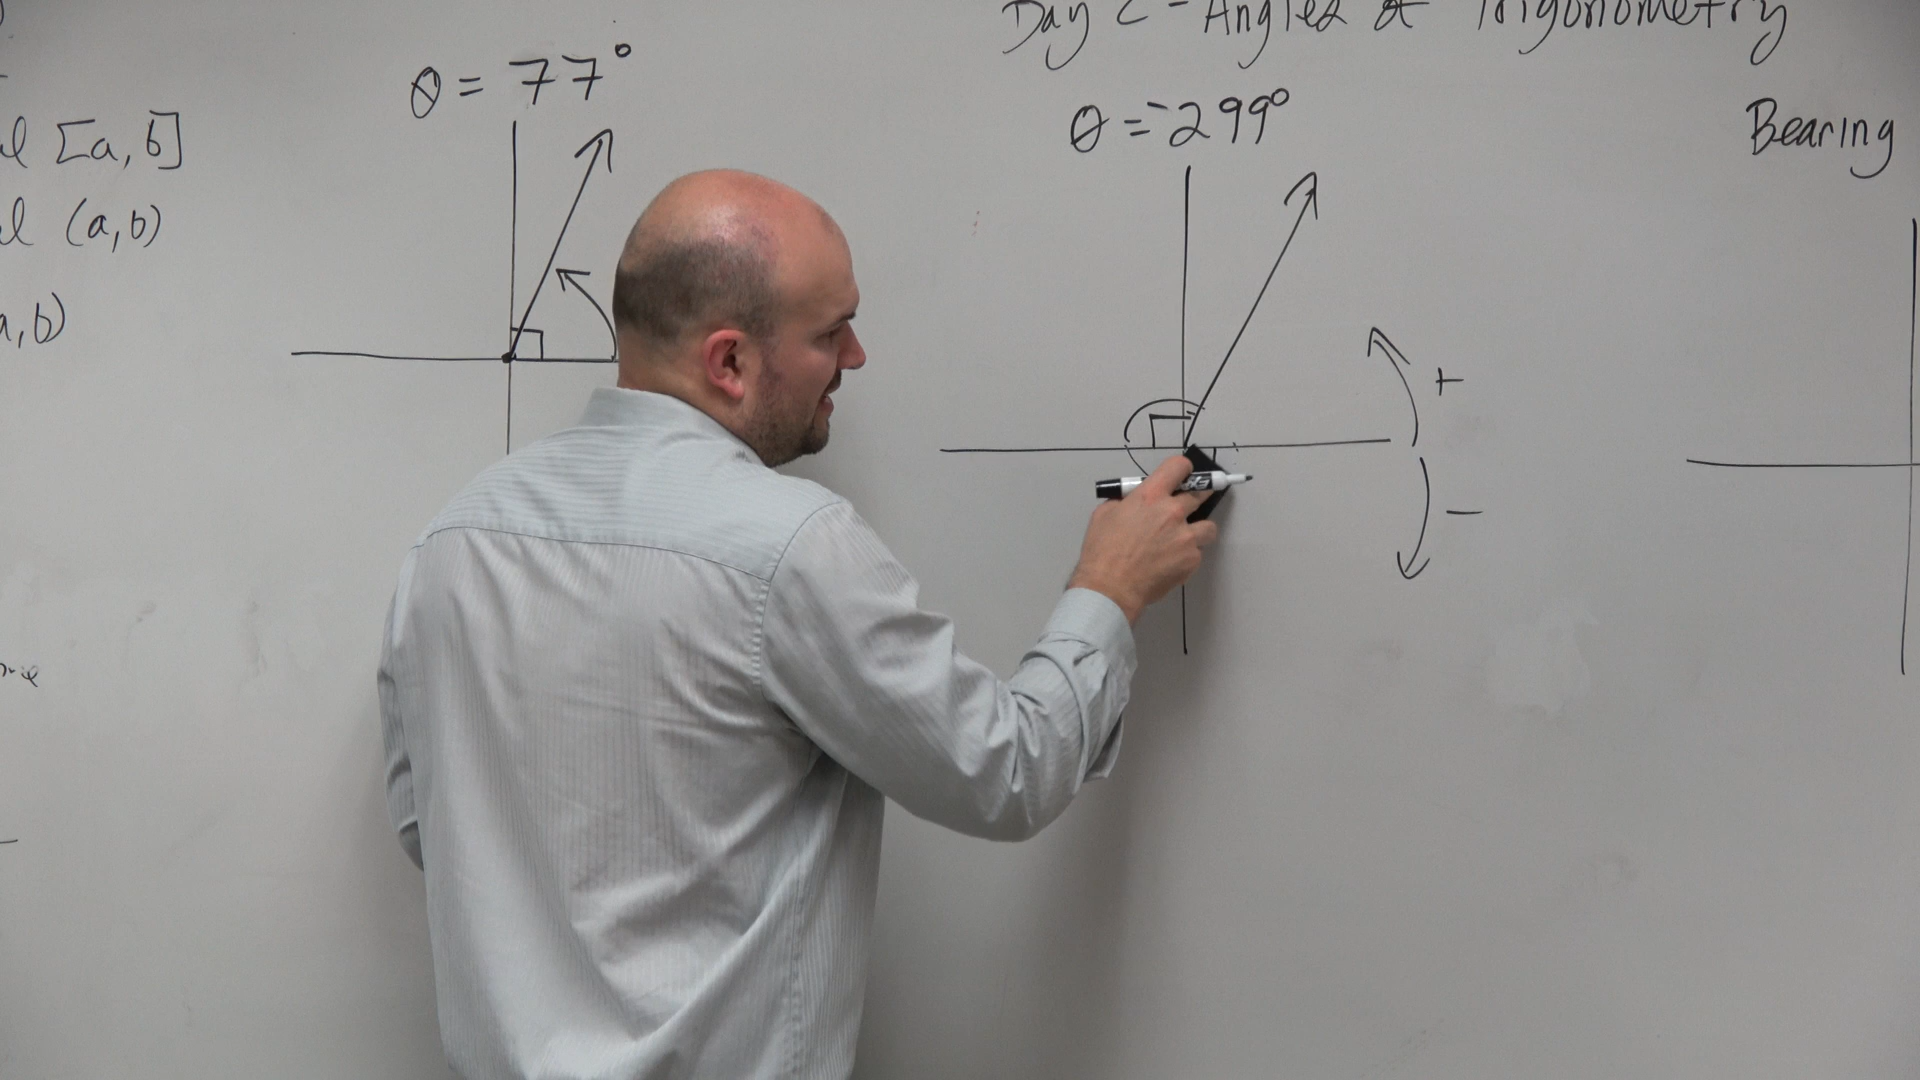 Day 2 - Angles & Trigonometry
θ = 77°
θ = -299°
Bearing
[a, b]
(a, b)
a, b)
+
−